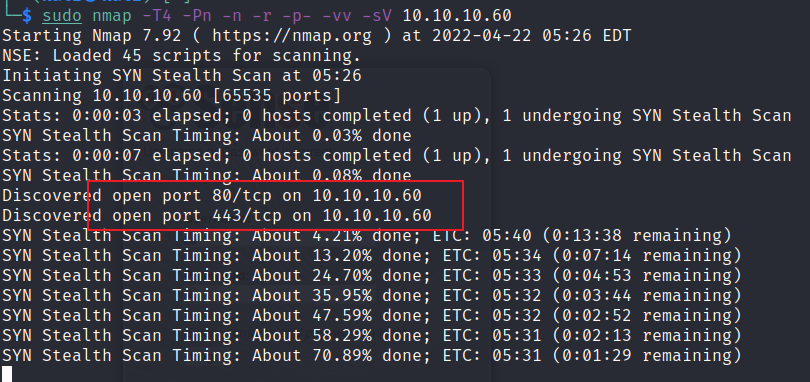 └─$ sudo nmap -T4 -Pn -n -r -p- -vv -sV 10.10.10.60
Starting Nmap 7.92 ( https://nmap.org ) at 2022-04-22 05:26 EDT
NSE: Loaded 45 scripts for scanning.
Initiating SYN Stealth Scan at 05:26
Scanning 10.10.10.60 [65535 ports]
Stats: 0:00:03 elapsed; 0 hosts completed (1 up), 1 undergoing SYN Stealth Scan
SYN Stealth Scan Timing: About 0.03% done
Stats: 0:00:07 elapsed; 0 hosts completed (1 up), 1 undergoing SYN Stealth Scan
SYN Stealth Scan Timing: About 0.08% done
Discovered open port 80/tcp on 10.10.10.60
Discovered open port 443/tcp on 10.10.10.60
SYN Stealth Scan Timing: About 4.21% done; ETC: 05:40 (0:13:38 remaining)
SYN Stealth Scan Timing: About 13.20% done; ETC: 05:34 (0:07:14 remaining)
SYN Stealth Scan Timing: About 24.70% done; ETC: 05:33 (0:04:53 remaining)
SYN Stealth Scan Timing: About 35.95% done; ETC: 05:32 (0:03:44 remaining)
SYN Stealth Scan Timing: About 47.59% done; ETC: 05:32 (0:02:52 remaining)
SYN Stealth Scan Timing: About 58.29% done; ETC: 05:31 (0:02:13 remaining)
SYN Stealth Scan Timing: About 70.89% done; ETC: 05:31 (0:01:29 remaining)